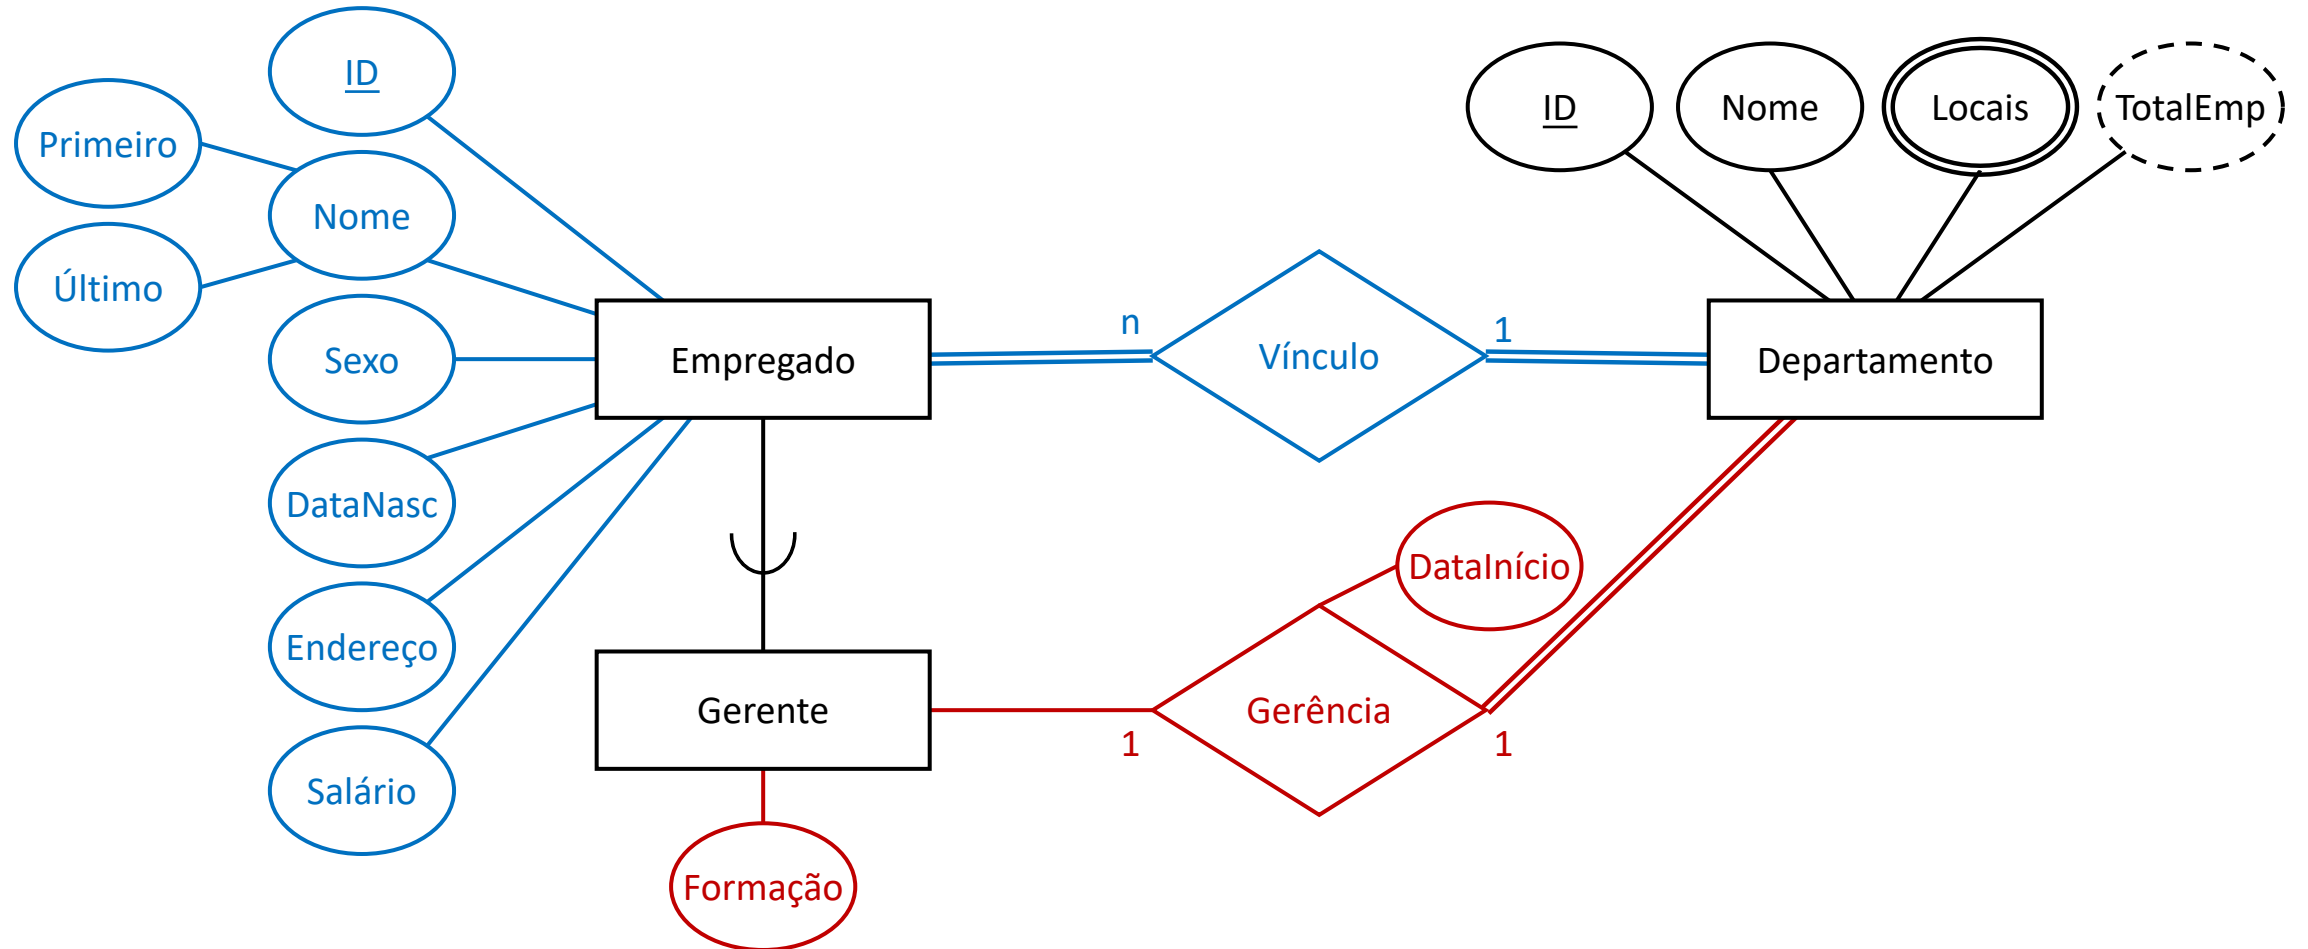 ID
Primeiro
Nome
Último
Sexo
DataNasc
Endereço
Salário
Empregado
n
Vínculo
1
Departamento
ID
Nome
Locais
TotalEmp
Gerente
Formação
1
Gerência
1
DataInício